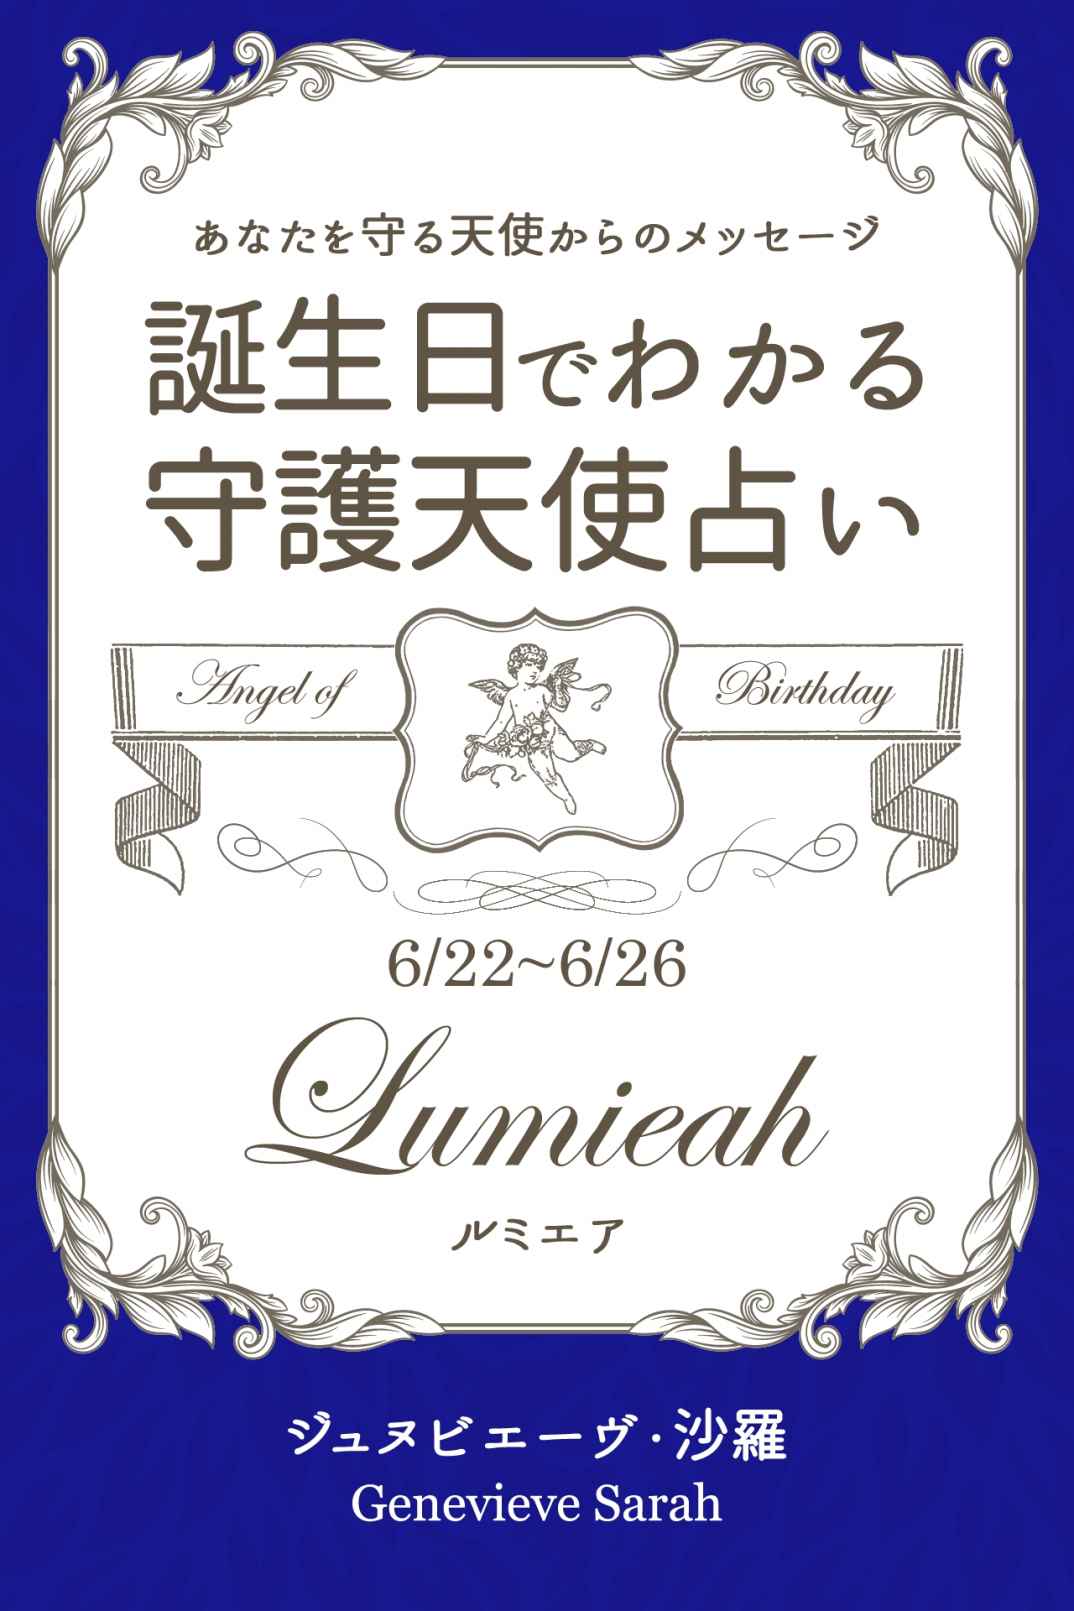 あなたを守る天使からのメッセージ
誕生日でわかる
守護天使占い
Angel of Birthday
6/22~6/26
Lumieah
ルミエア
ジュヌビエーヴ・沙羅
Genevieve Sarah